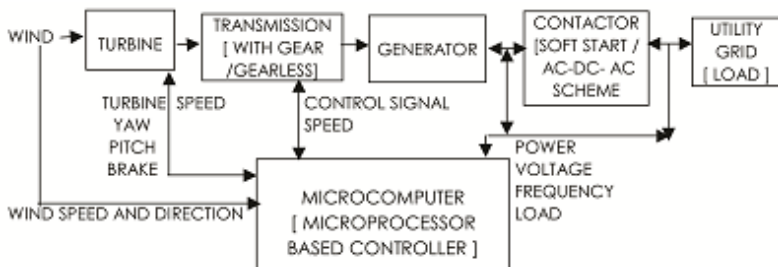 WIND
TURBINE
TRANSMISSION
[ WITH GEAR
/GEARLESS]
GENERATOR
CONTACTOR
[SOFT START /
AC-DC- AC
SCHEME
UTILITY
GRID
[ LOAD ]
TURBINE SPEED
YAW
PITCH
BRAKE
CONTROL SIGNAL
SPEED
POWER
VOLTAGE
FREQUENCY
LOAD
WIND SPEED AND DIRECTION
MICROCOMPUTER
[ MICROPROCESSOR
BASED CONTROLLER ]